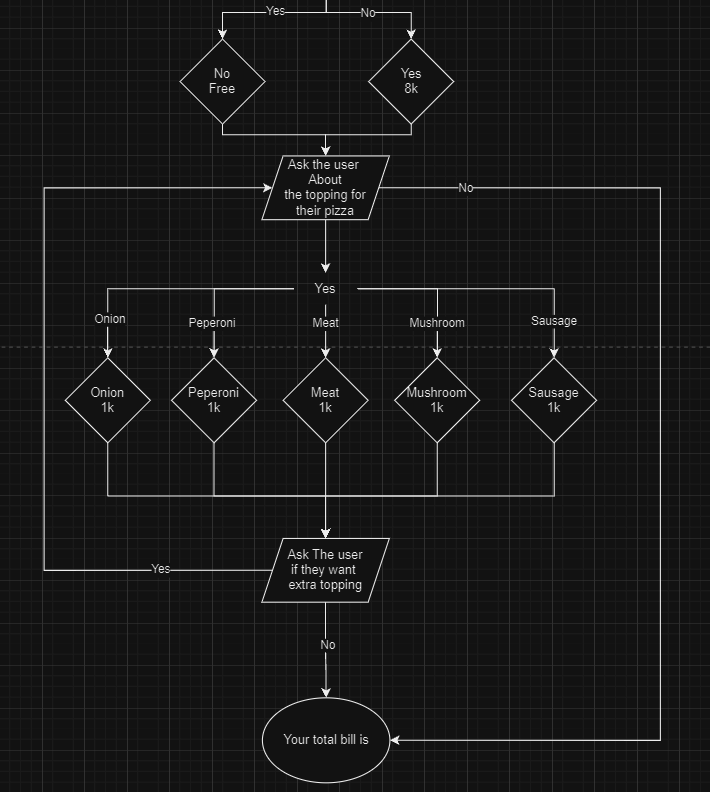 Yes
No
No
Free
Yes
8k
Ask the user
About
the topping for
their pizza
No
Yes
Onion
Peperoni
Meat
Mushroom
Sausage
Onion
1k
Peperoni
1k
Meat
1k
Mushroom
1k
Sausage
1k
Ask The user
if they want
extra topping
Yes
No
Your total bill is